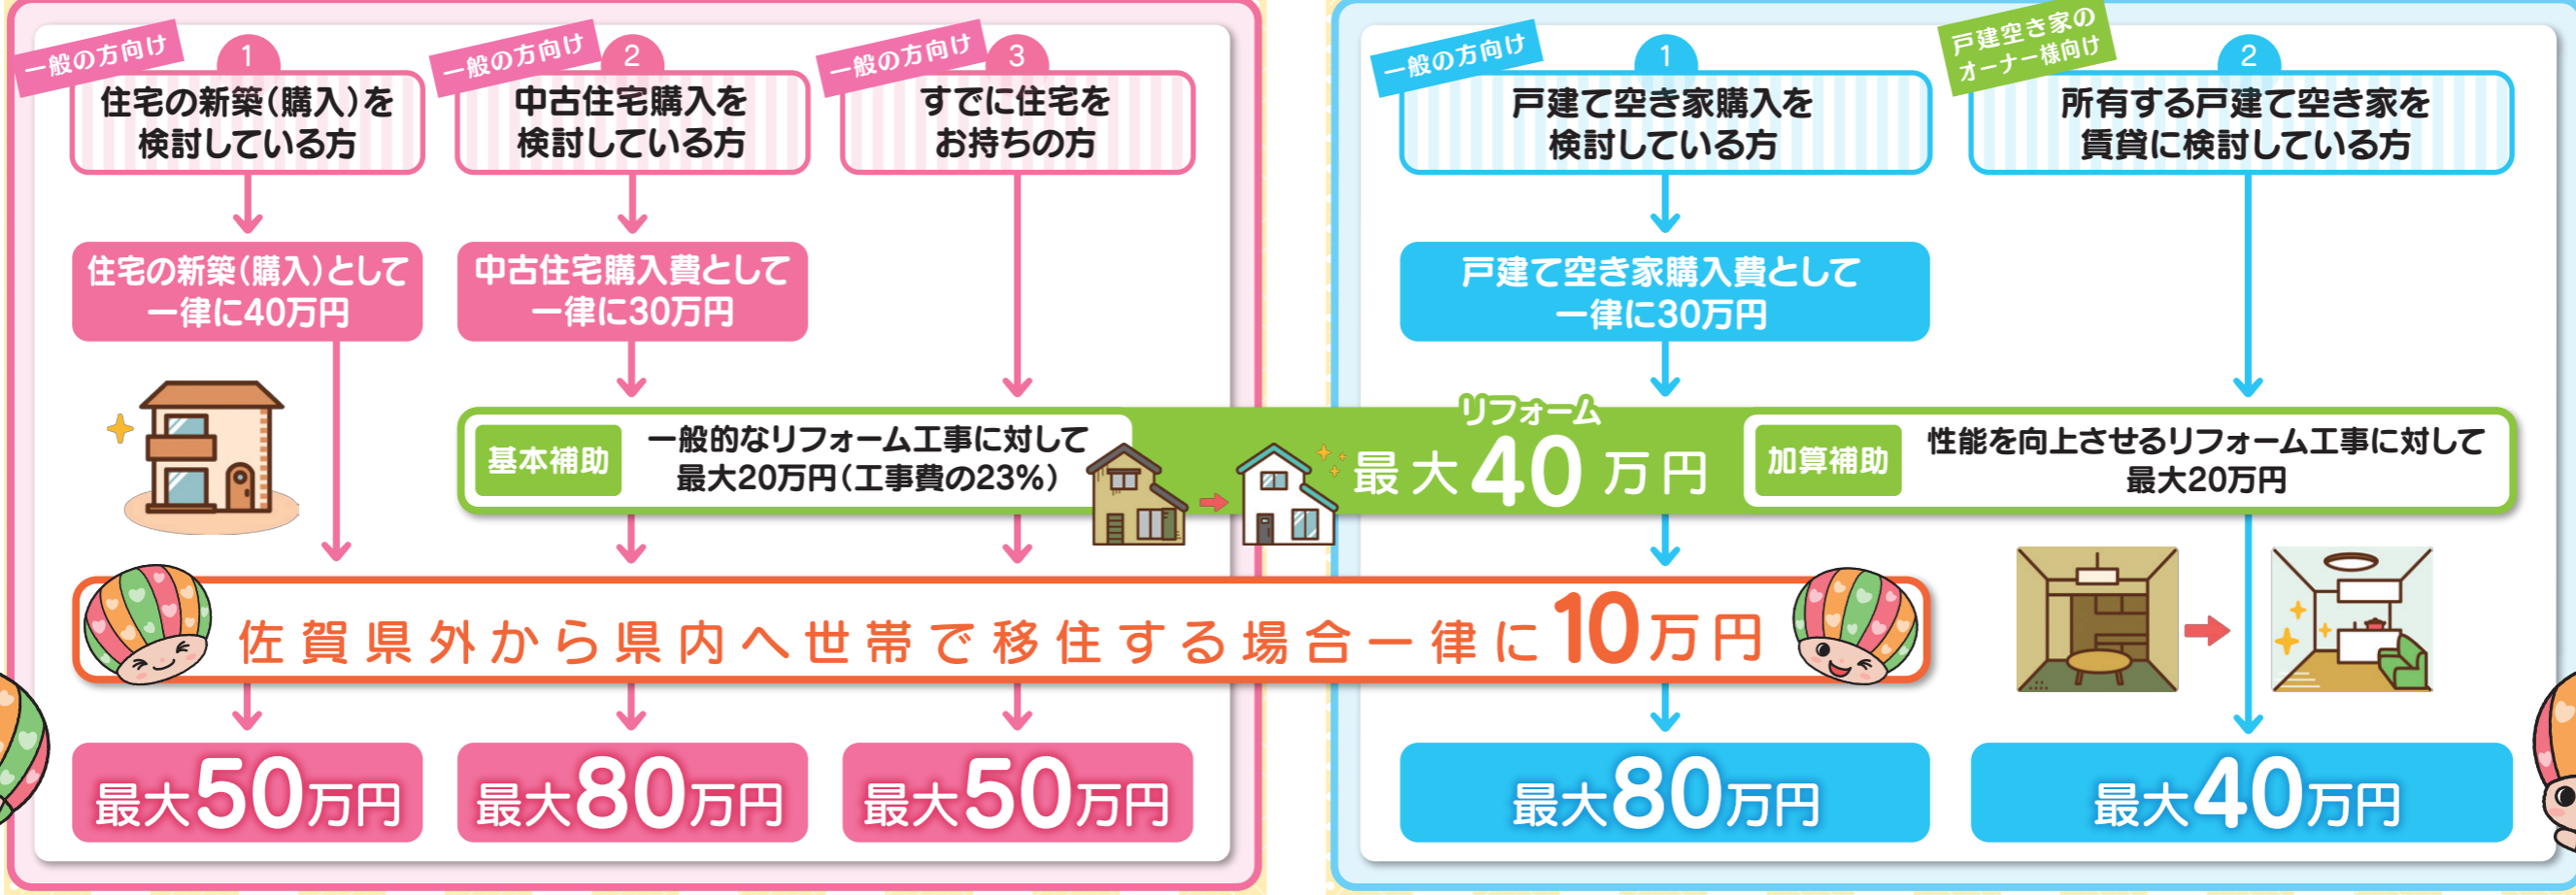 一般の方向け
1
住宅の新築(購入)を
検討している方
住宅の新築(購入)として
一律に40万円
一般の方向け
2
中古住宅購入を
検討している方
中古住宅購入費として
一律に30万円
一般の方向け
3
すでに住宅を
お持ちの方
一般の方向け
1
戸建て空き家購入を
検討している方
戸建て空き家購入費として
一律に30万円
戸建空き家の
オーナー様向け
2
所有する戸建て空き家を
賃貸に検討している方
基本補助
一般的なリフォーム工事に対して
最大20万円(工事費の23%)
リフォーム
最大40万円
加算補助
性能を向上させるリフォーム工事に対して
最大20万円
佐賀県外から県内へ世帯で移住する場合一律に10万円
最大50万円
最大80万円
最大50万円
最大80万円
最大40万円